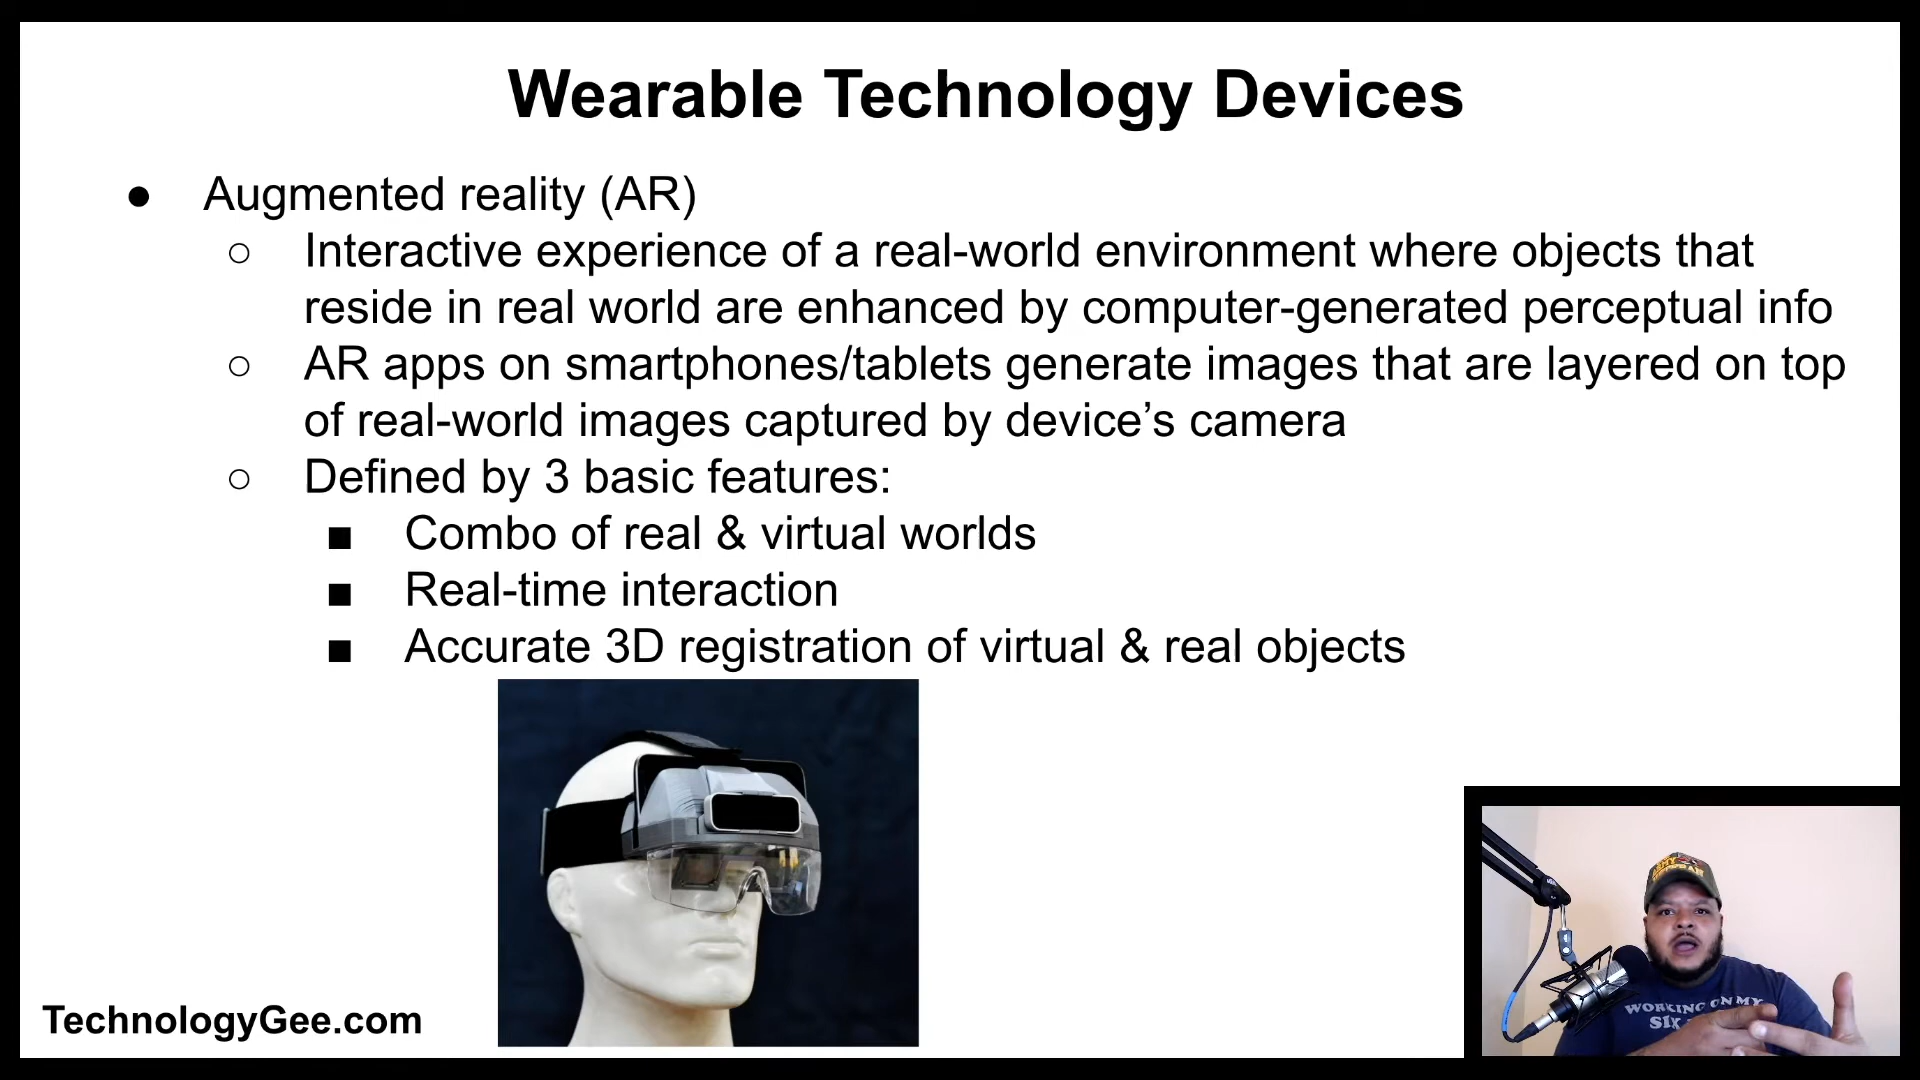 Wearable Technology Devices
● Augmented reality (AR)
○ Interactive experience of a real-world environment where objects that
reside in real world are enhanced by computer-generated perceptual info
○ AR apps on smartphones/tablets generate images that are layered on top
of real-world images captured by device’s camera
○ Defined by 3 basic features:
■ Combo of real & virtual worlds
■ Real-time interaction
■ Accurate 3D registration of virtual & real objects
TechnologyGee.com
WORKING ON MY
SIX